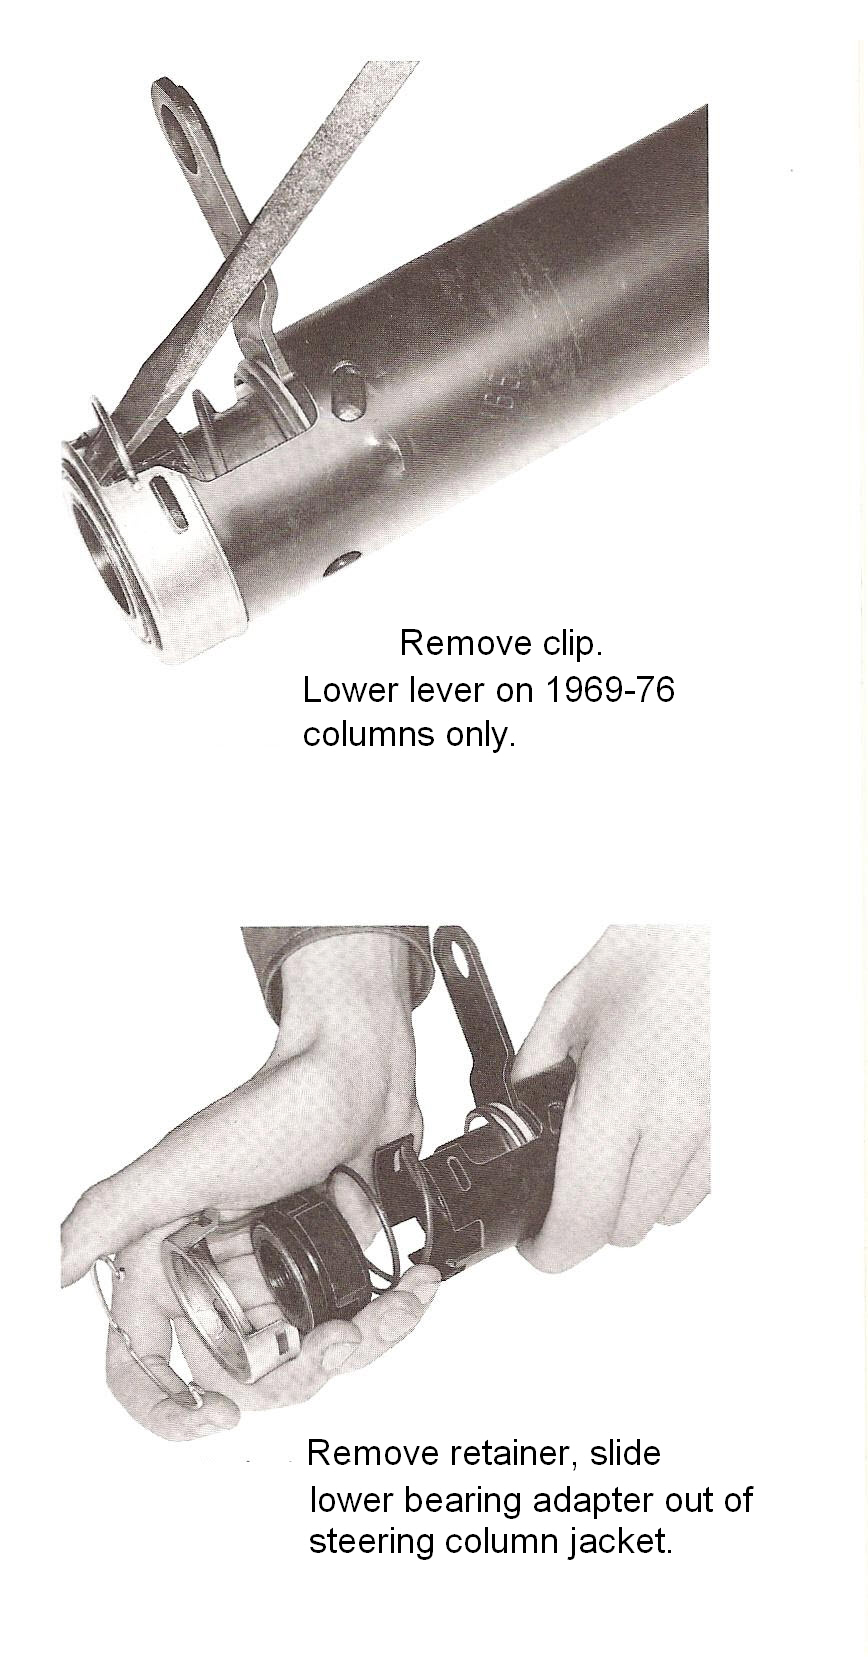 Remove clip.
Lower lever on 1969-76
columns only.
Remove retainer, slide
lower bearing adapter out of
steering column jacket.